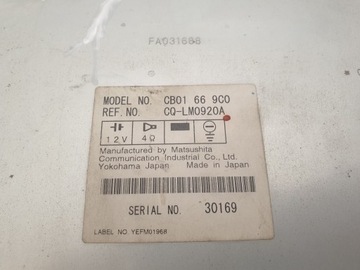 FA031588
MODEL NO. CB01 66 9C0
REF. NO. CQ-LM0920A
12V 4Ω
Manufactured by Matsushita
Communication Industrial Co., Ltd
Yokohama Japan Made in Japan
SERIAL NO. 30169
LABEL NO. YEFM01968